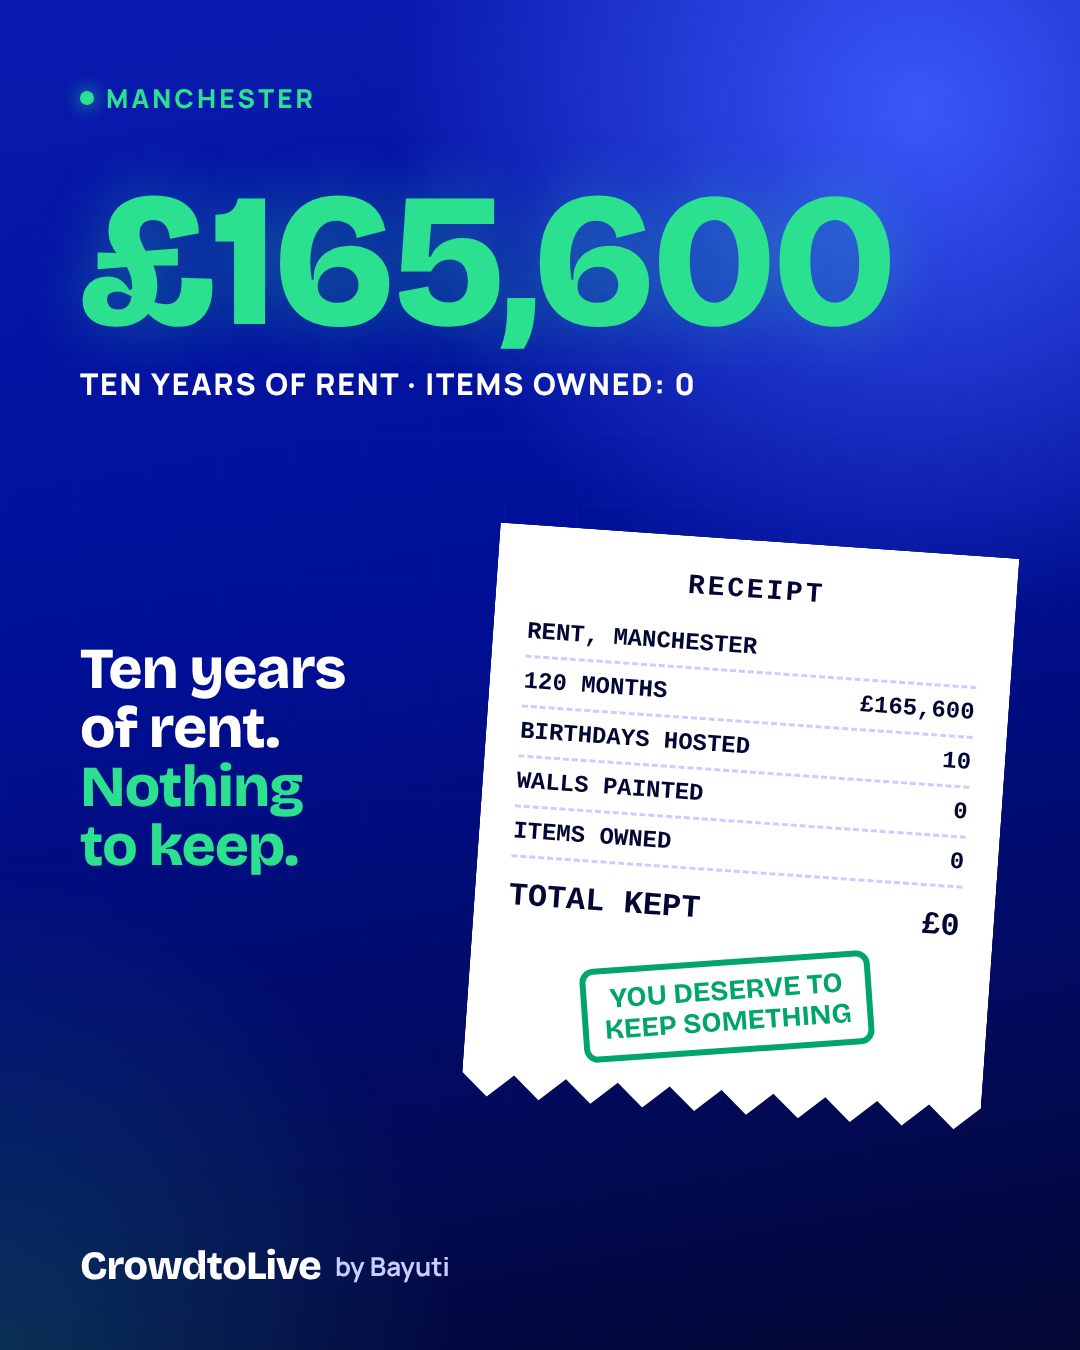 MANCHESTER
£165,600
TEN YEARS OF RENT · ITEMS OWNED: 0
Ten years
of rent.
Nothing
to keep.
RECEIPT
RENT, MANCHESTER
120 MONTHS £165,600
BIRTHDAYS HOSTED 10
WALLS PAINTED 0
ITEMS OWNED 0
TOTAL KEPT £0
YOU DESERVE TO
KEEP SOMETHING
CrowdtoLive by Bayuti